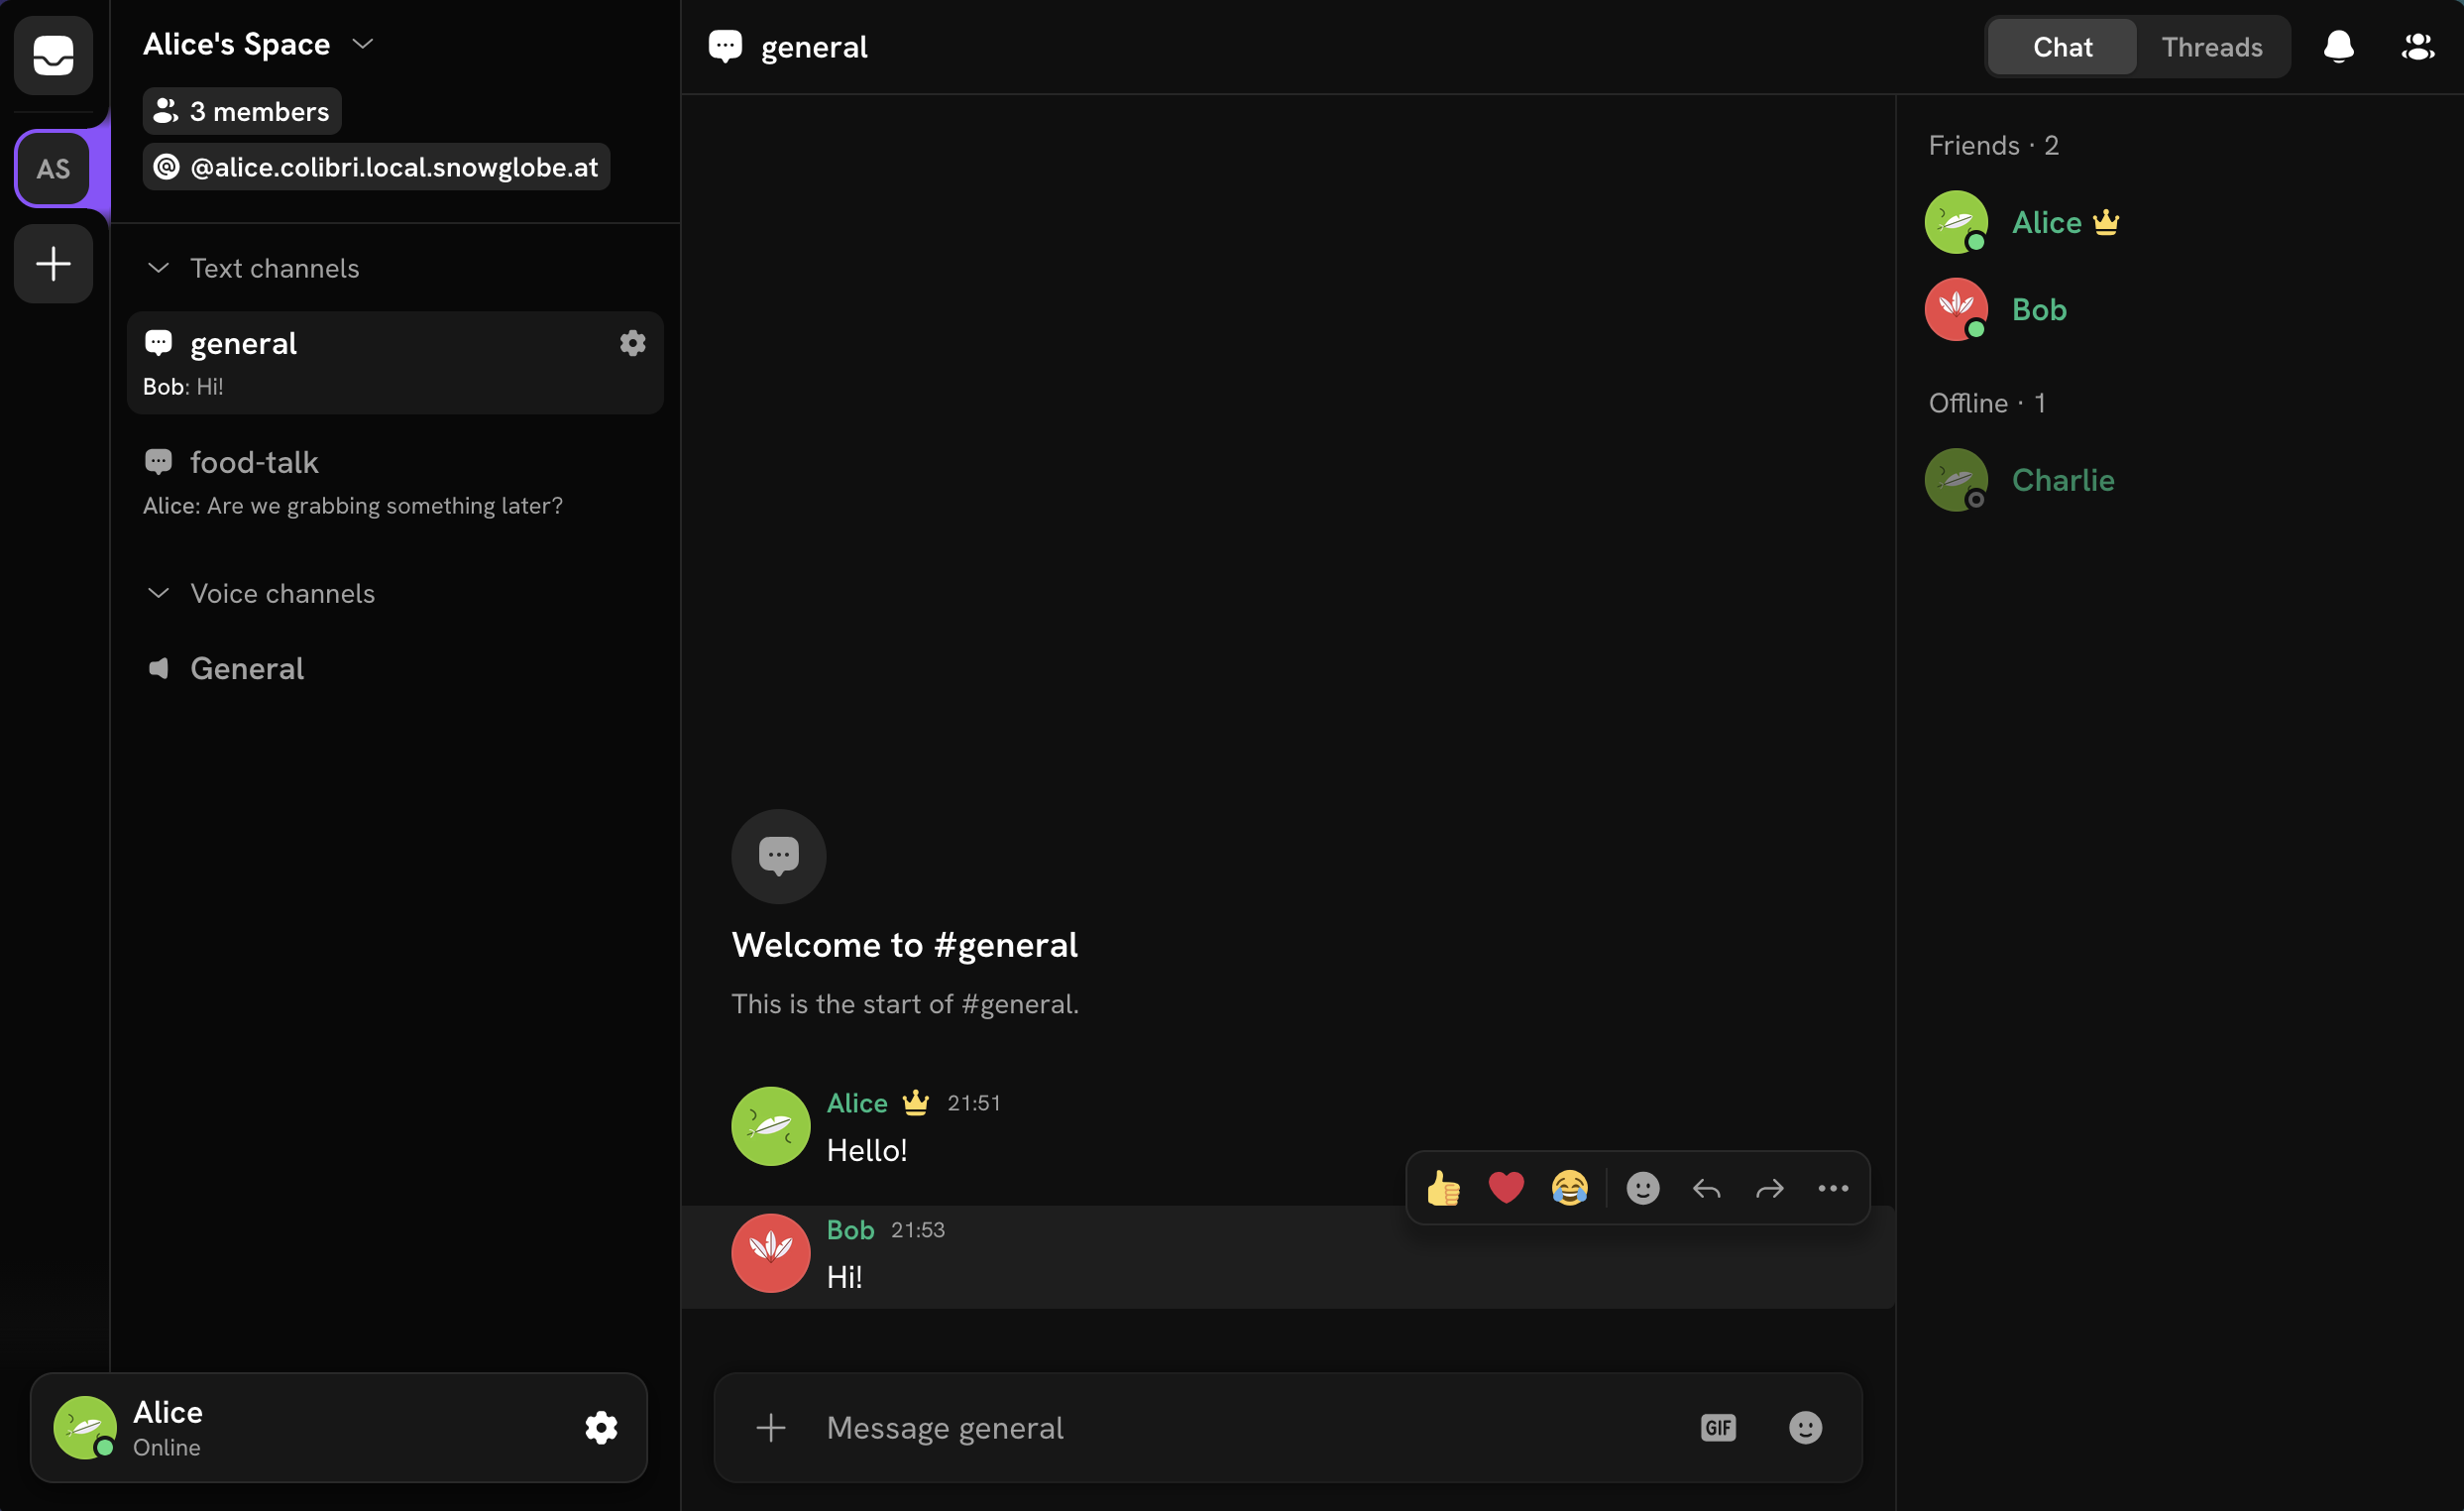 Alice's Space
3 members
@alice.colibri.local.snowglobe.at
AS
Text channels
general
Bob: Hi!
food-talk
Alice: Are we grabbing something later?
Voice channels
General
Alice
Online
general
Chat
Threads
Welcome to #general
This is the start of #general.
Alice 21:51
Hello!
Bob 21:53
Hi!
Message general
GIF
Friends · 2
Alice
Bob
Offline · 1
Charlie